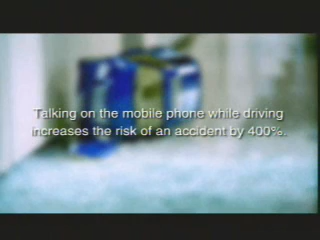 Talking on the mobile phone while driving
increases the risk of an accident by 400%.